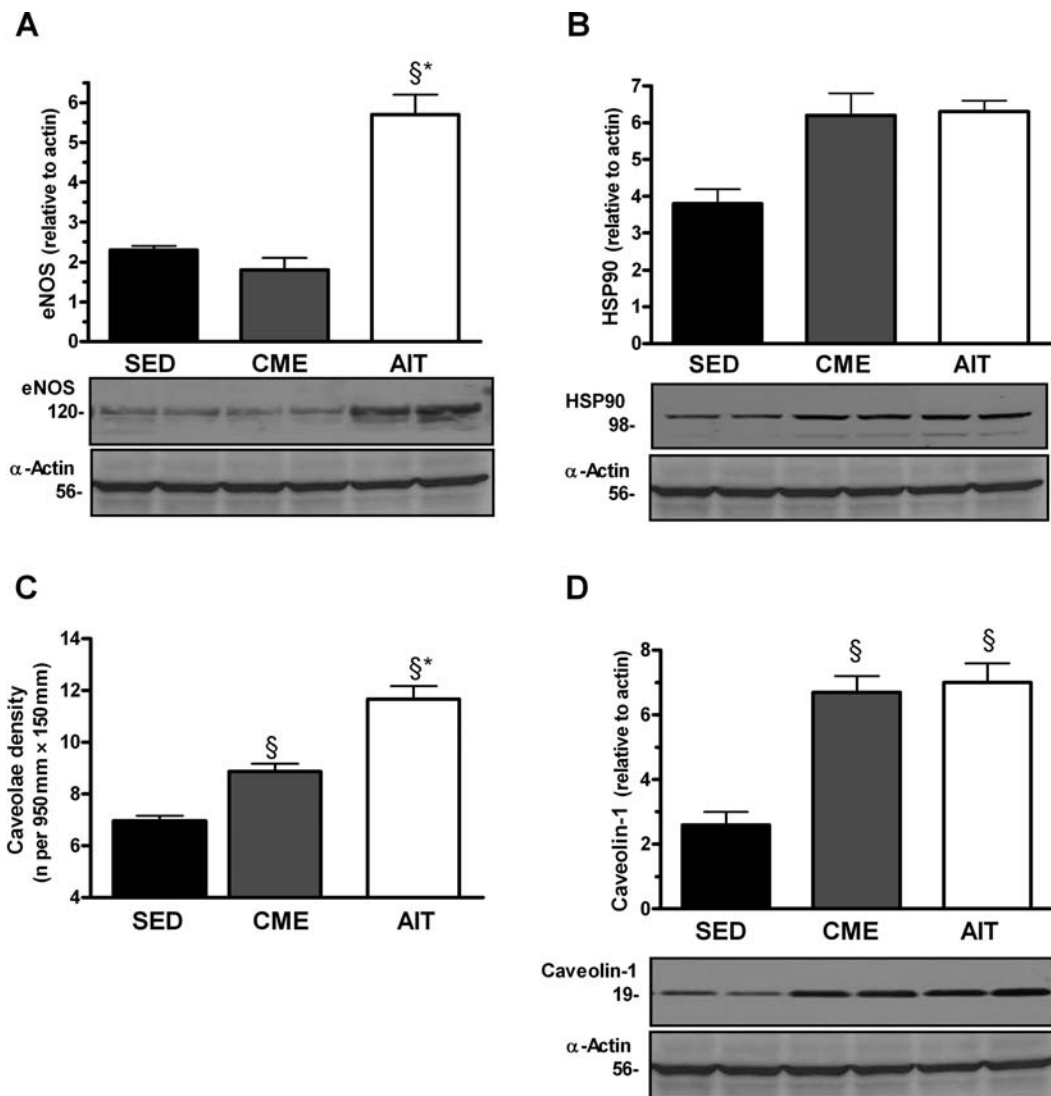 A
eNOS (relative to actin)
6
5
4
3
2
1
0
§*
SED CME AIT
eNOS
120-
α-Actin
56-
B
HSP90 (relative to actin)
7
6
5
4
3
2
1
0
SED CME AIT
HSP90
98-
α-Actin
56-
C
Caveolae density
(n per 950 mm × 150 mm)
14
12
10
8
6
4
§
§*
SED CME AIT
D
Caveolin-1 (relative to actin)
8
6
4
2
0
§
§
SED CME AIT
Caveolin-1
19-
α-Actin
56-